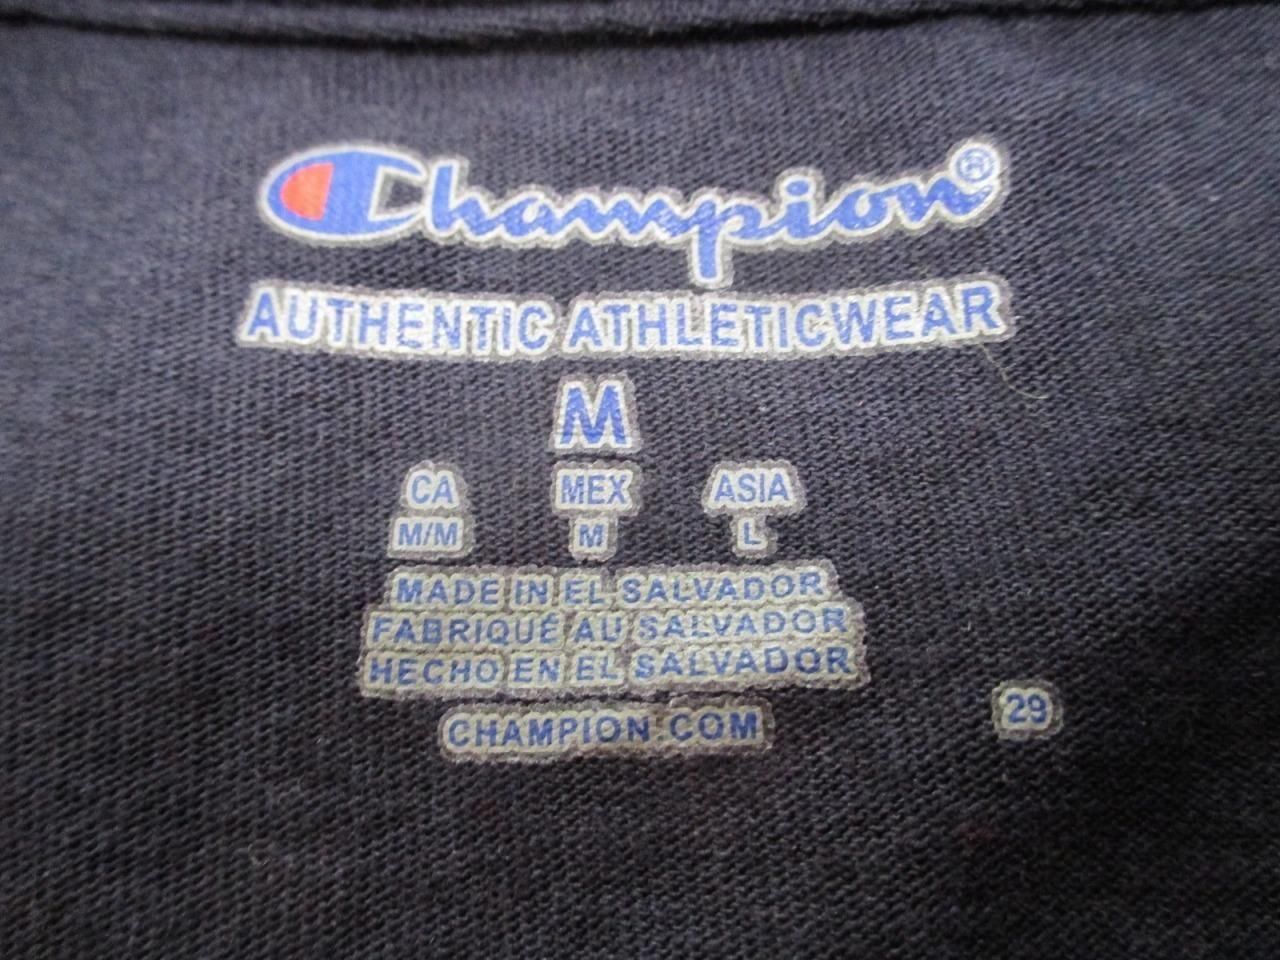 Champion®
AUTHENTIC ATHLETICWEAR
M
CA MEX ASIA
M/M M L
MADE IN EL SALVADOR
FABRIQUÉ AU SALVADOR
HECHO EN EL SALVADOR
CHAMPION.COM
29